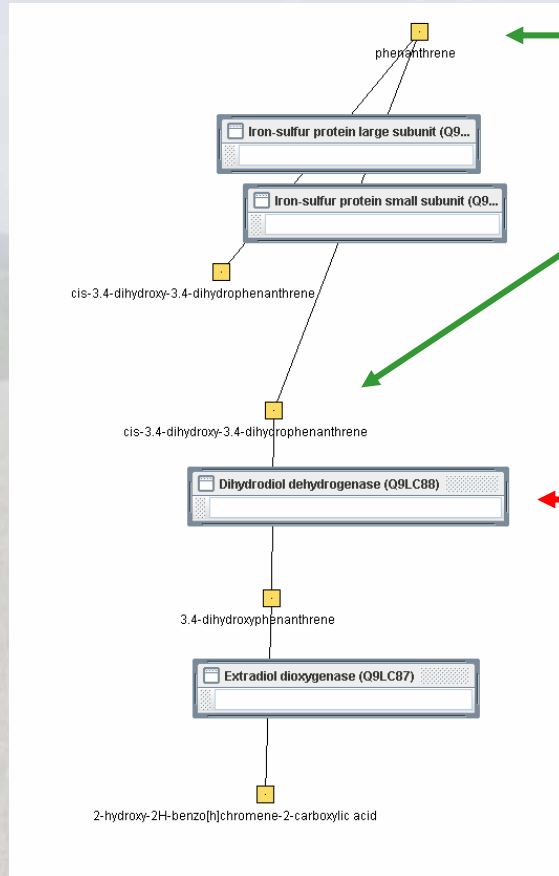 phenanthrene
Iron-sulfur protein large subunit (Q9...
Iron-sulfur protein small subunit (Q9...
cis-3.4-dihydroxy-3.4-dihydrophenanthrene
cis-3.4-dihydroxy-3.4-dihydrophenanthrene
Dihydrodiol dehydrogenase (Q9LC88)
3.4-dihydroxyphenanthrene
Extradiol dioxygenase (Q9LC87)
2-hydroxy-2H-benzo[h]chromene-2-carboxylic acid